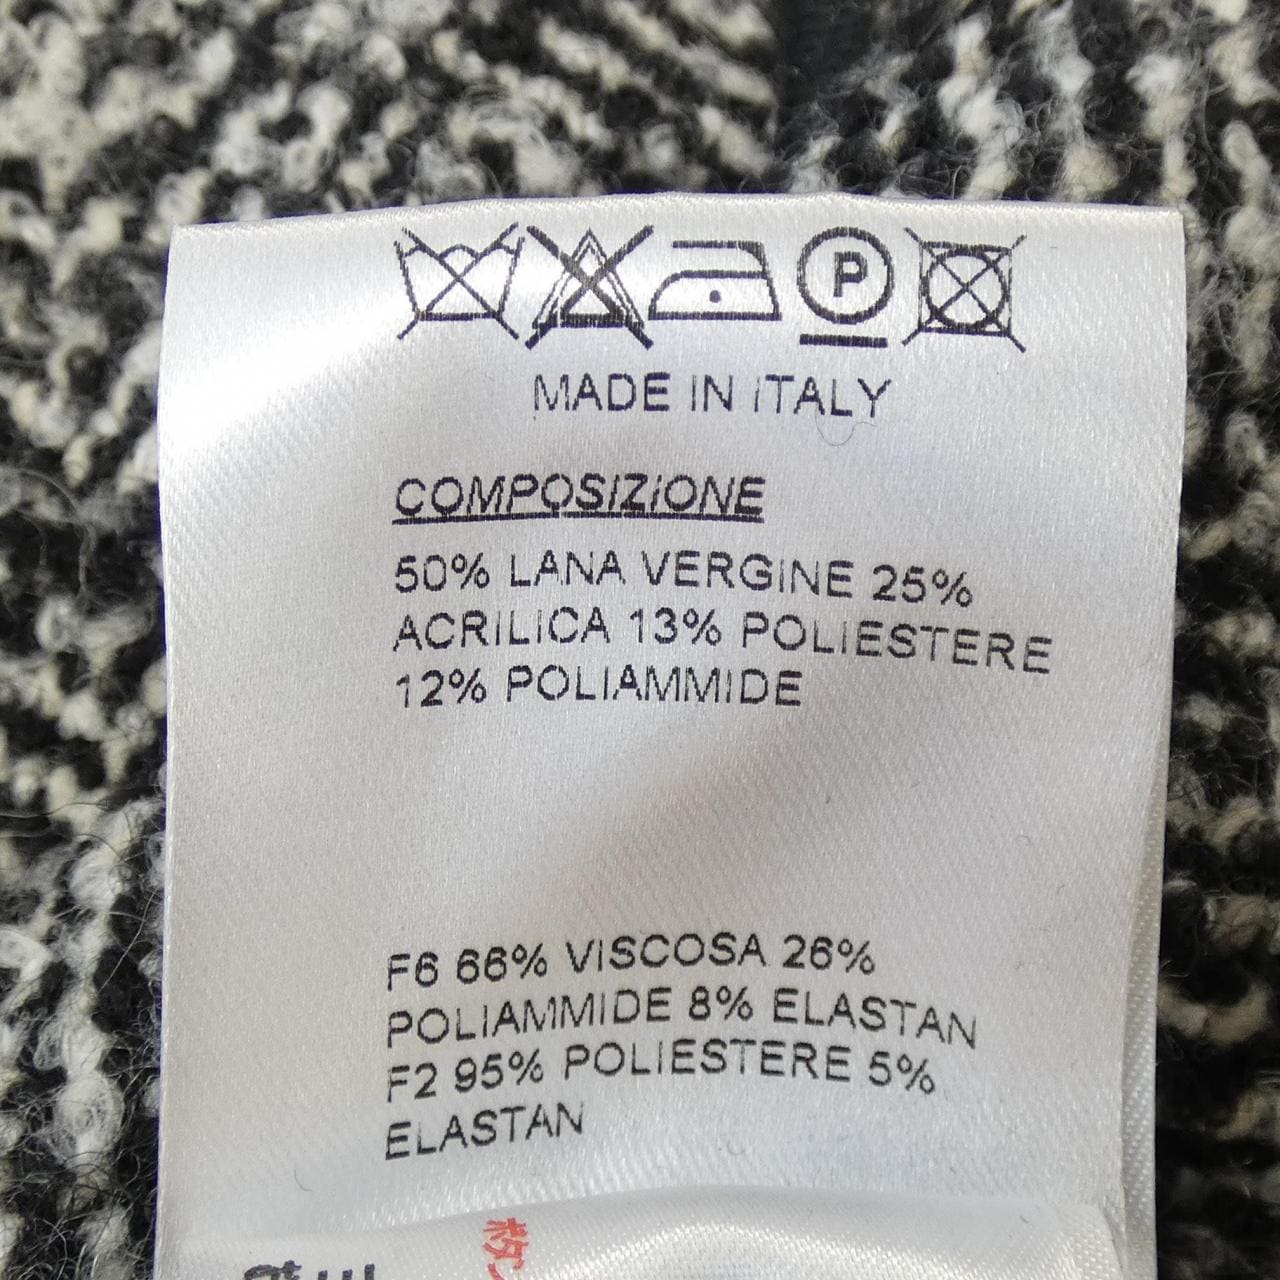 P
MADE IN iTALY
COMPOSIZiONE
50% LANA VERGINE 25%
ACRILICA 13% POLIESTERE
12% POLIAMMIDE
F6 66% VISCOSA 26%
POLIAMMIDE 8% ELASTAN
F2 95% POLIESTERE 5%
ELASTAN